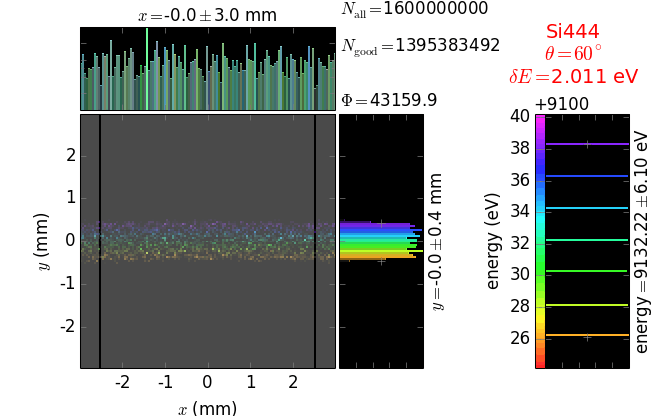 x = -0.0 ± 3.0 mm
N_all = 1600000000
N_good = 1395383492
Φ = 43159.9
Si444
θ = 60°
δE = 2.011 eV
+9100
y (mm)
2
1
0
-1
-2
-2 -1 0 1 2
x (mm)
y = -0.0 ± 0.4 mm
energy (eV)
40
38
36
34
32
30
28
26
energy = 9132.22 ± 6.10 eV